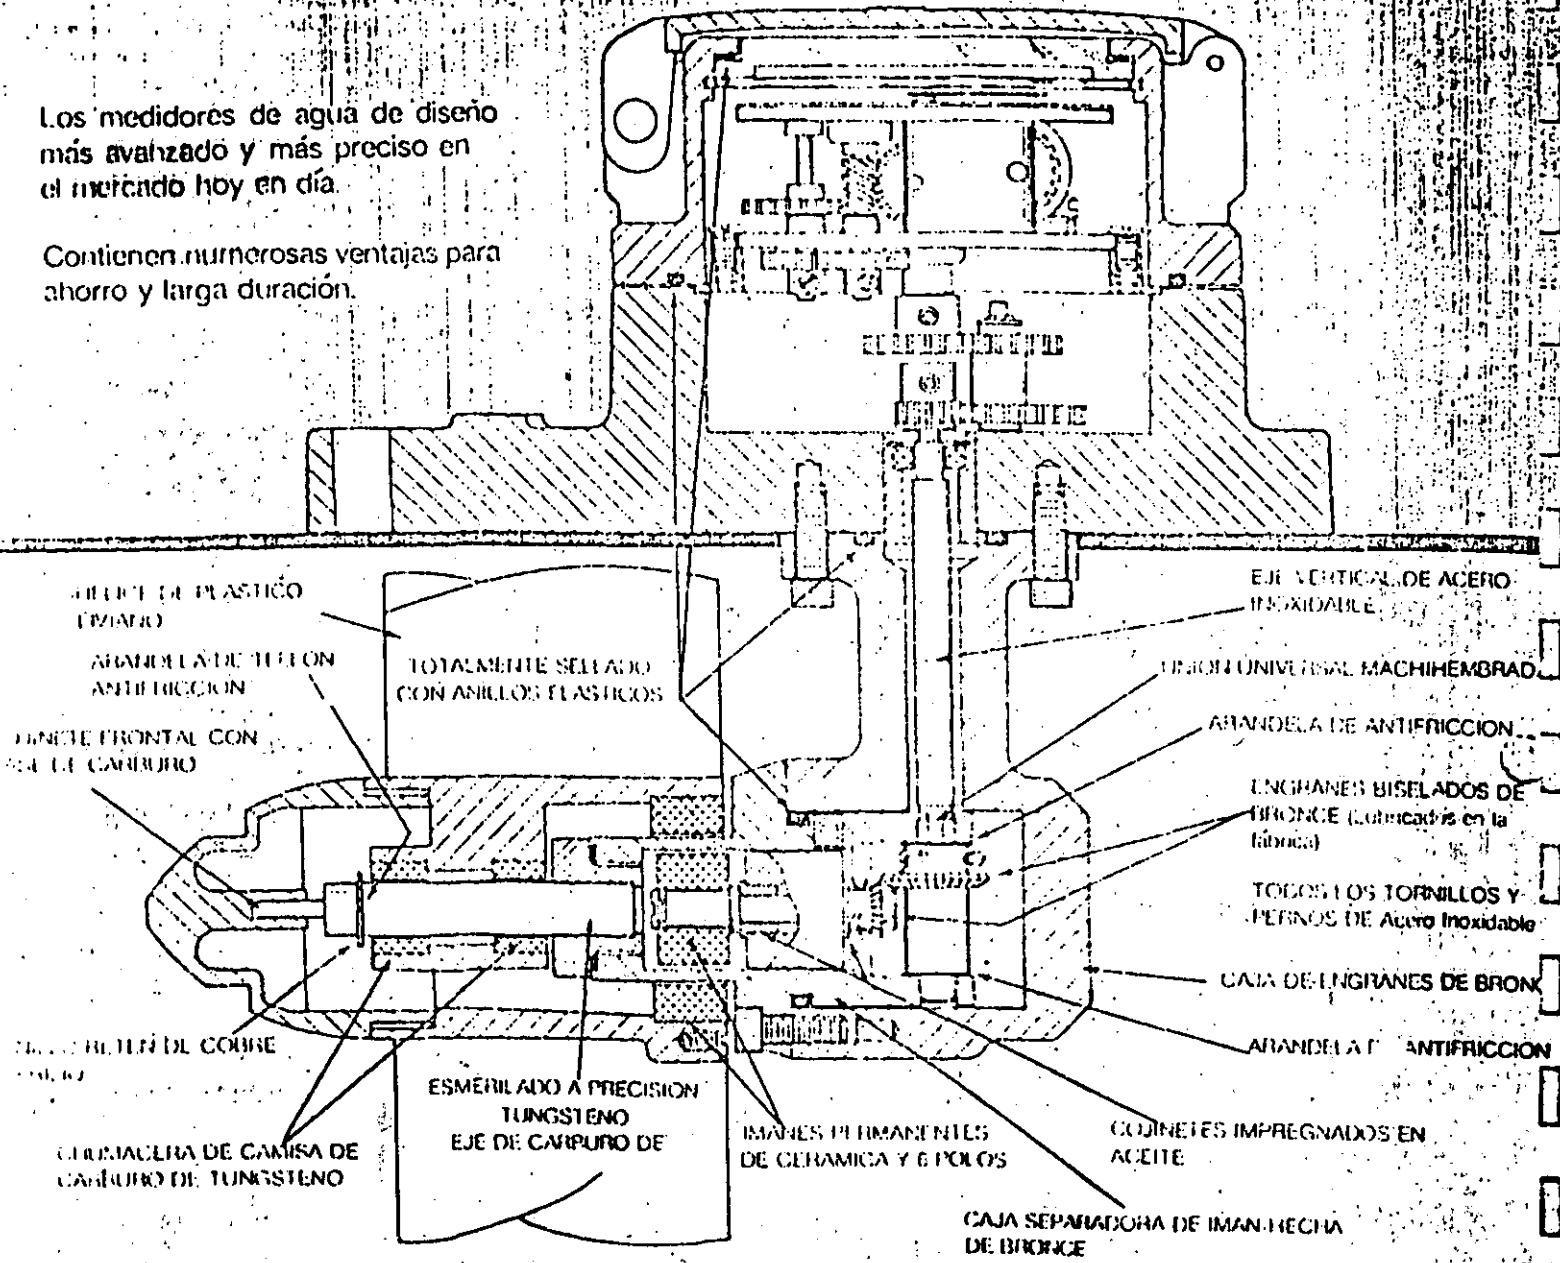 Los medidores de agua de diseño
más avanzado y más preciso en
el mercado hoy en día.
Contienen numerosas ventajas para
ahorro y larga duración.
HELICE DE PLASTICO
LIVIANO
ARANDELA DE TEFLON
ANTIFRICCION
FRONTAL CON
DE CARBURO
TOTALMENTE SELLADO
CON ANILLOS ELASTICOS
EJE VERTICAL DE ACERO
INOXIDABLE
UNION UNIVERSAL MACHIHEMBRAD
ARANDELA DE ANTIFRICCION
ENGRANES BISELADOS DE
BRONCE (Lubricados en la
fábrica)
TODOS LOS TORNILLOS Y
PERNOS DE Acero Inoxidable
CAJA DE ENGRANES DE BRONC
ARANDELA D ANTIFRICCION
RETEN DE COBRE
CHUMACERA DE CAMISA DE
CARBURO DE TUNGSTENO
ESMERILADO A PRECISION
TUNGSTENO
EJE DE CARBURO DE
IMANES PERMANENTES
DE CERAMICA Y 6 POLOS
COJINETES IMPREGNADOS EN
ACEITE
CAJA SEPARADORA DE IMAN HECHA
DE BRONCE